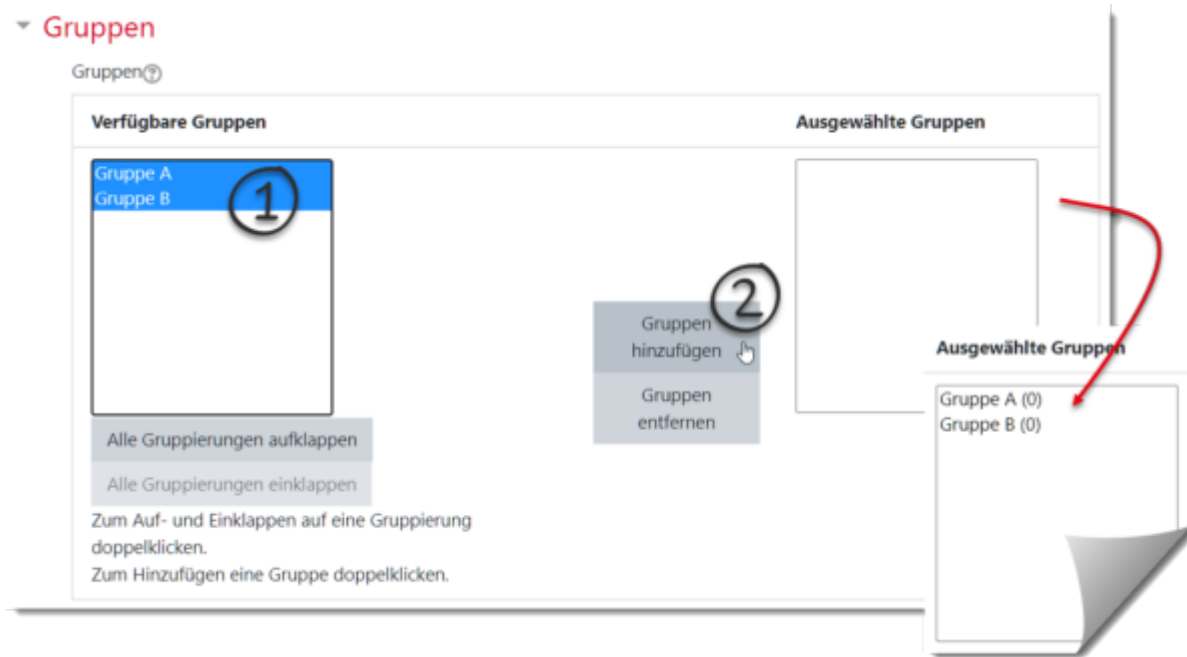 Gruppen
Gruppen?
Verfügbare Gruppen
Ausgewählte Gruppen
Gruppe A
Gruppe B
1
2
Gruppen
hinzufügen
Gruppen
entfernen
Alle Gruppierungen aufklappen
Alle Gruppierungen einklappen
Zum Auf- und Einklappen auf eine Gruppierung
doppelklicken.
Zum Hinzufügen eine Gruppe doppelklicken.
Ausgewählte Gruppen
Gruppe A (0)
Gruppe B (0)